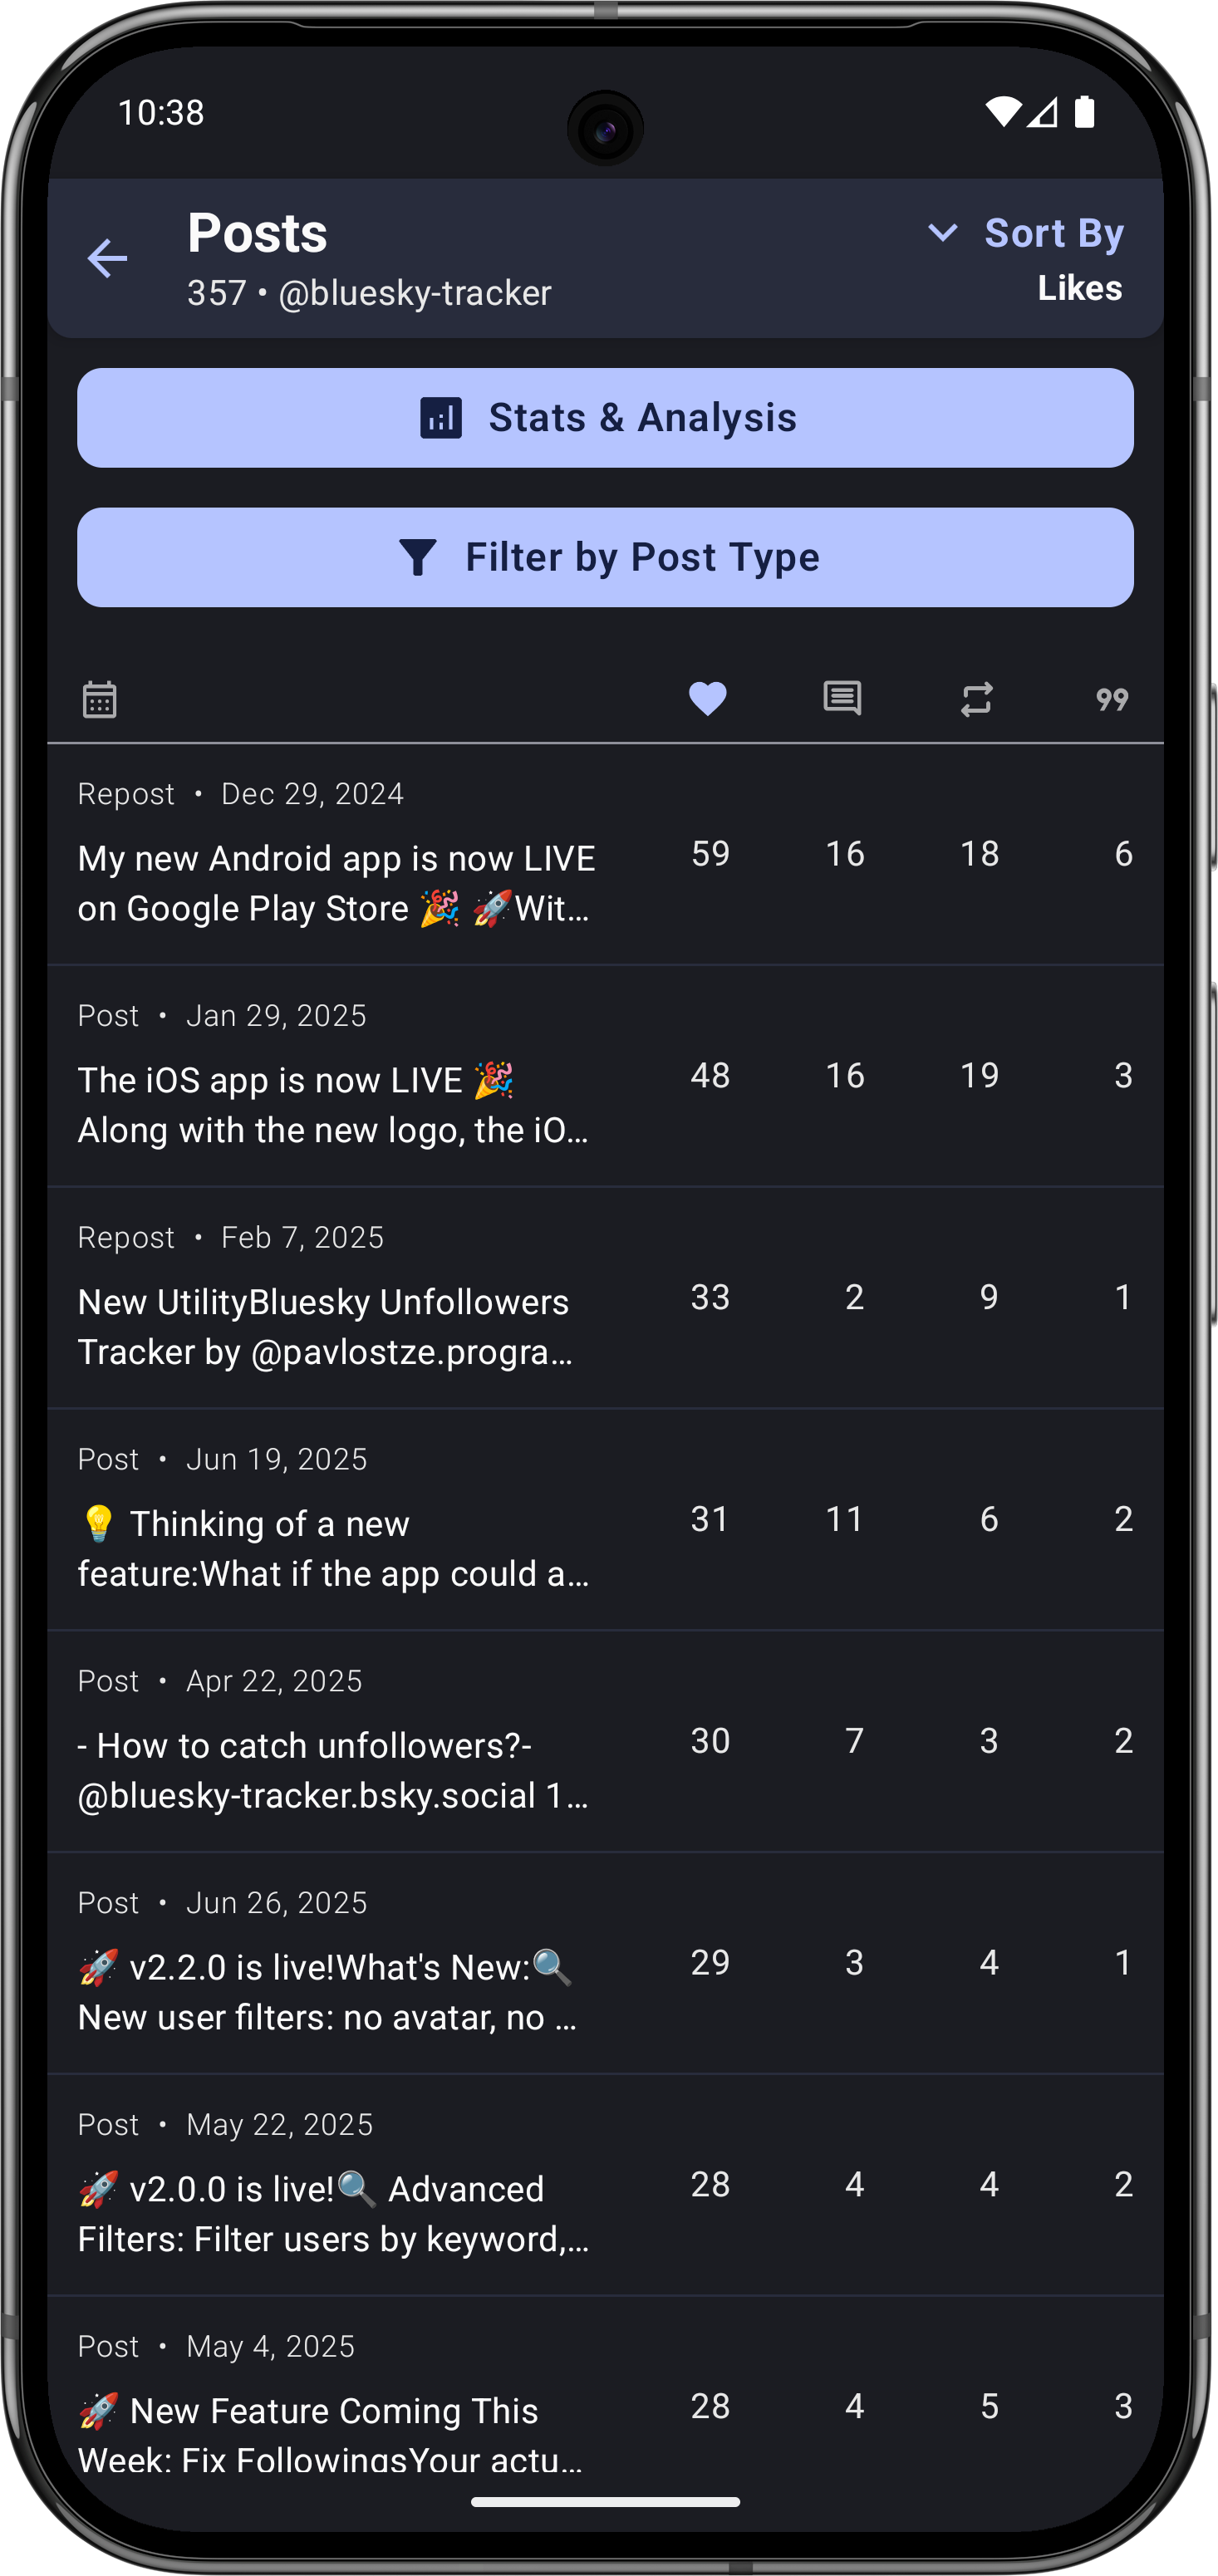 10:38
Posts
357 • @bluesky-tracker
Sort By
Likes
Stats & Analysis
Filter by Post Type
Repost • Dec 29, 2024
My new Android app is now LIVE
on Google Play Store 🎉 🚀Wit…
59 16 18 6
Post • Jan 29, 2025
The iOS app is now LIVE 🎉
Along with the new logo, the iO…
48 16 19 3
Repost • Feb 7, 2025
New UtilityBluesky Unfollowers
Tracker by @pavlostze.progra…
33 2 9 1
Post • Jun 19, 2025
💡 Thinking of a new
feature:What if the app could a…
31 11 6 2
Post • Apr 22, 2025
- How to catch unfollowers?-
@bluesky-tracker.bsky.social 1…
30 7 3 2
Post • Jun 26, 2025
🚀 v2.2.0 is live!What's New:🔍
New user filters: no avatar, no …
29 3 4 1
Post • May 22, 2025
🚀 v2.0.0 is live!🔍 Advanced
Filters: Filter users by keyword,…
28 4 4 2
Post • May 4, 2025
🚀 New Feature Coming This
Week: Fix FollowingsYour actu…
28 4 5 3